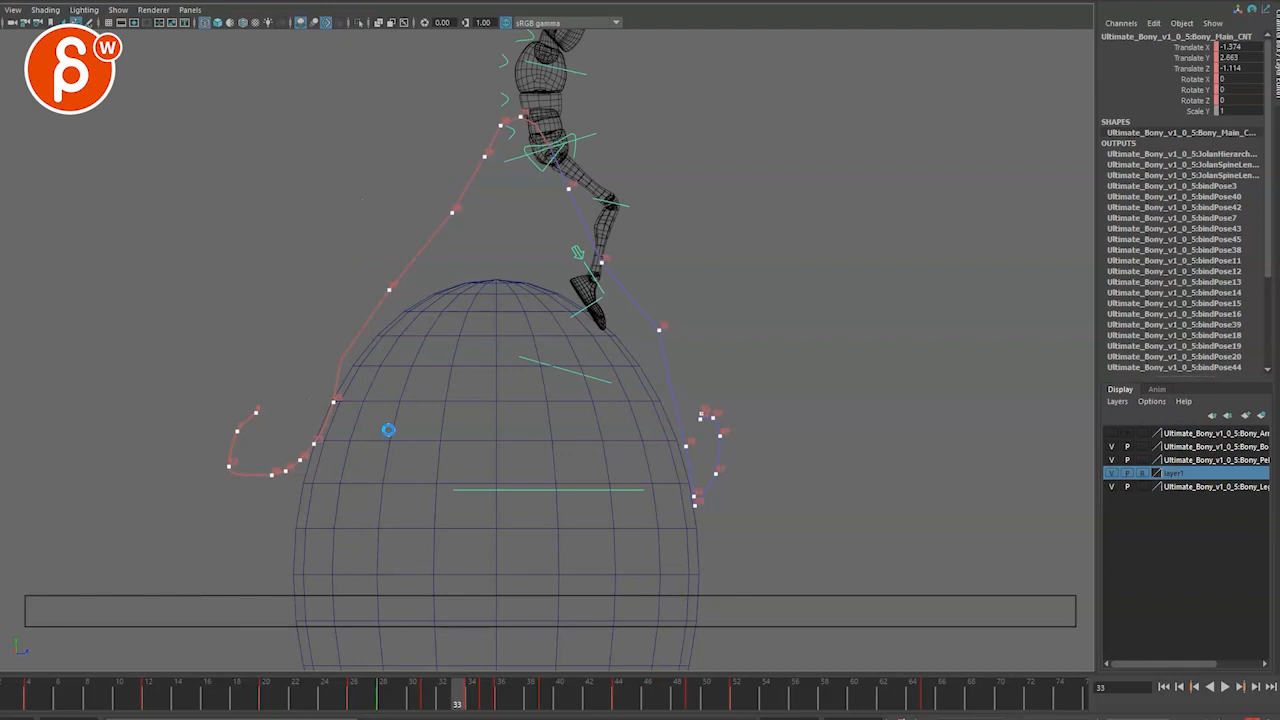 View Shading Lighting Show Renderer Panels
0.00 1.00 sRGB gamma
W
Channels Edit Object Show
Ultimate_Bony_v1_0_5:Bony_Main_CNT
Translate X -1.374
Translate Y 2.663
Translate Z -1.114
Rotate X 0
Rotate Y 0
Rotate Z 0
Scale Y 1
SHAPES
Ultimate_Bony_v1_0_5:Bony_Main_C...
OUTPUTS
Ultimate_Bony_v1_0_5:JolanHierarch...
Ultimate_Bony_v1_0_5:JolanSpineLen...
Ultimate_Bony_v1_0_5:JolanSpineLen...
Ultimate_Bony_v1_0_5:bindPose3
Ultimate_Bony_v1_0_5:bindPose40
Ultimate_Bony_v1_0_5:bindPose42
Ultimate_Bony_v1_0_5:bindPose7
Ultimate_Bony_v1_0_5:bindPose43
Ultimate_Bony_v1_0_5:bindPose45
Ultimate_Bony_v1_0_5:bindPose38
Ultimate_Bony_v1_0_5:bindPose11
Ultimate_Bony_v1_0_5:bindPose12
Ultimate_Bony_v1_0_5:bindPose13
Ultimate_Bony_v1_0_5:bindPose14
Ultimate_Bony_v1_0_5:bindPose15
Ultimate_Bony_v1_0_5:bindPose16
Ultimate_Bony_v1_0_5:bindPose39
Ultimate_Bony_v1_0_5:bindPose18
Ultimate_Bony_v1_0_5:bindPose19
Ultimate_Bony_v1_0_5:bindPose20
Ultimate_Bony_v1_0_5:bindPose44
Display Anim
Layers Options Help
Ultimate_Bony_v1_0_5:Bony_Ar
V P Ultimate_Bony_v1_0_5:Bony_Bo
V P Ultimate_Bony_v1_0_5:Bony_Pel
V P R layer1
V P Ultimate_Bony_v1_0_5:Bony_Leg
4 6 8 10 12 14 16 18 20 22 24 26 28 30 32 34 36 38 40 42 44 46 48 50 52 54 56 58 60 62 64 66 68 70 72 74
33
33